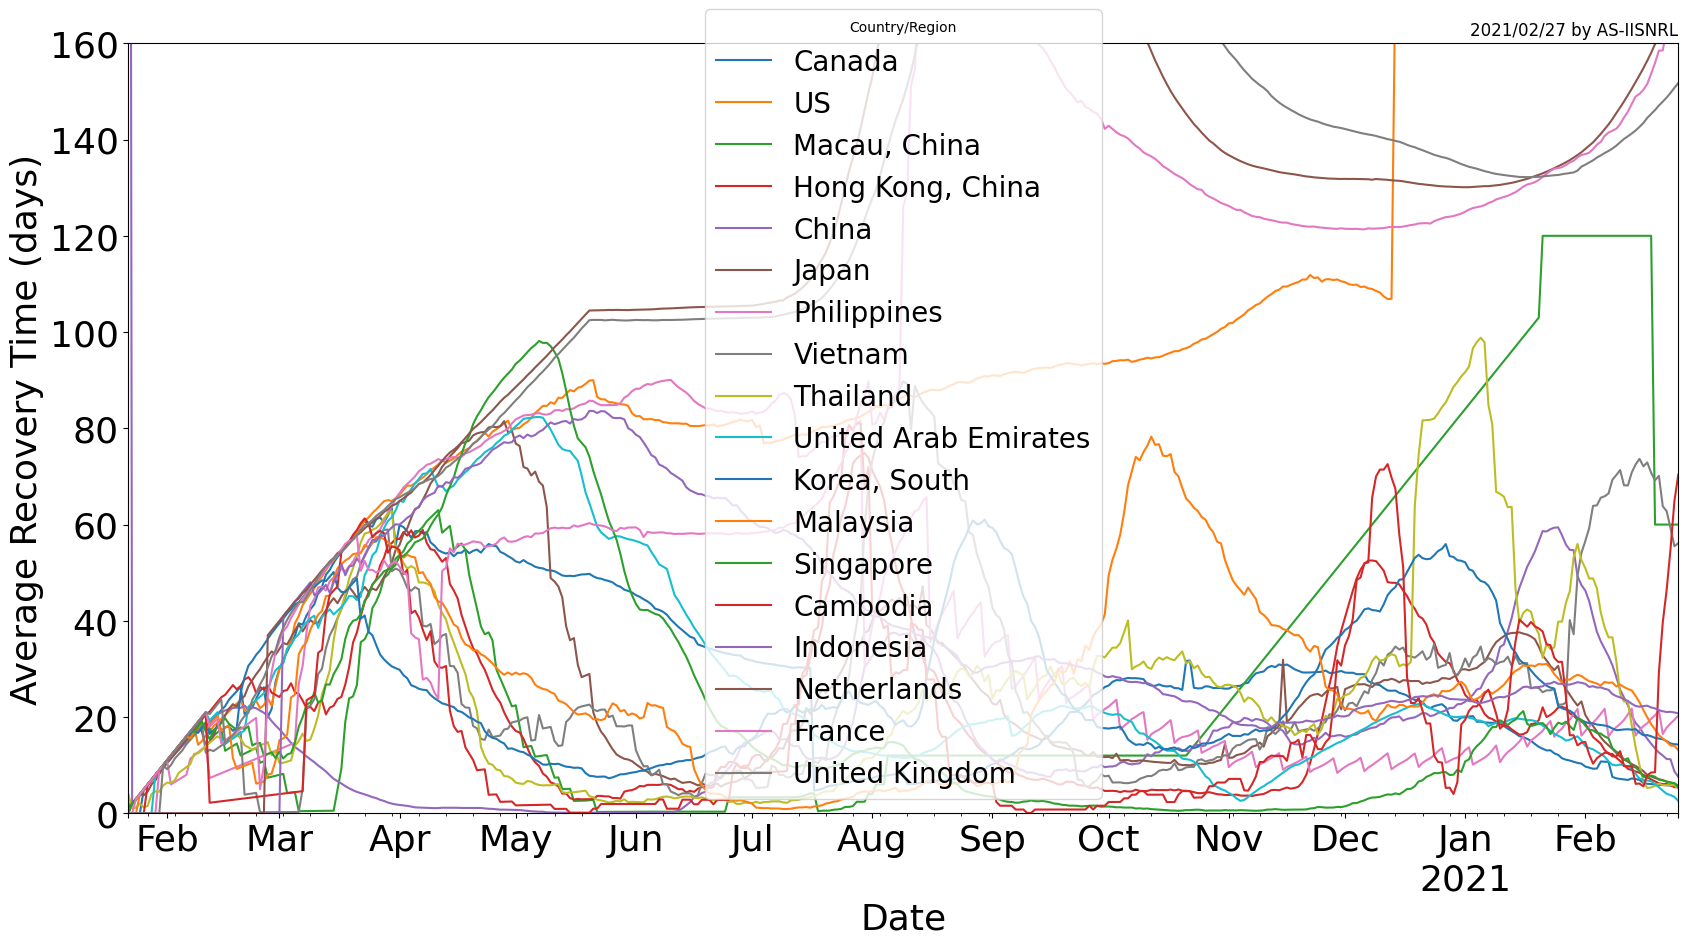 Country/Region
2021/02/27 by AS-IISNRL
Average Recovery Time (days)
160
140
120
100
80
60
40
20
0
Canada
US
Macau, China
Hong Kong, China
China
Japan
Philippines
Vietnam
Thailand
United Arab Emirates
Korea, South
Malaysia
Singapore
Cambodia
Indonesia
Netherlands
France
United Kingdom
Feb Mar Apr May Jun Jul Aug Sep Oct Nov Dec Jan Feb
2021
Date